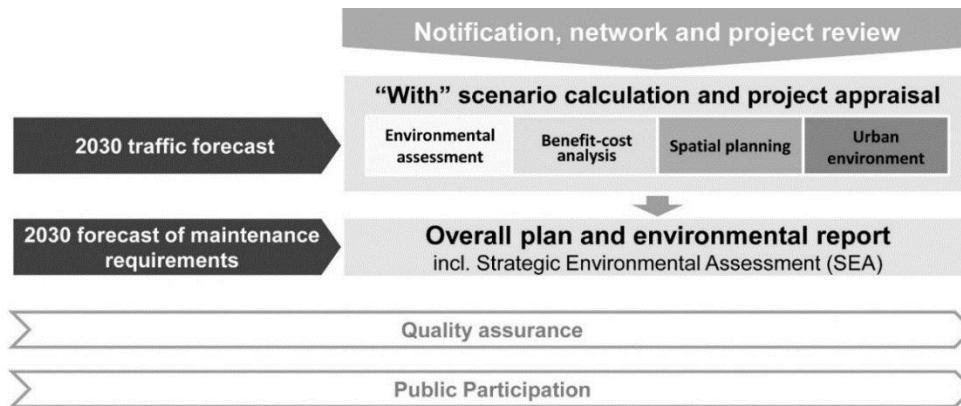 Notification, network and project review
“With” scenario calculation and project appraisal
2030 traffic forecast
Environmental
assessment
Benefit-cost
analysis
Spatial planning
Urban
environment
2030 forecast of maintenance
requirements
Overall plan and environmental report
incl. Strategic Environmental Assessment (SEA)
Quality assurance
Public Participation